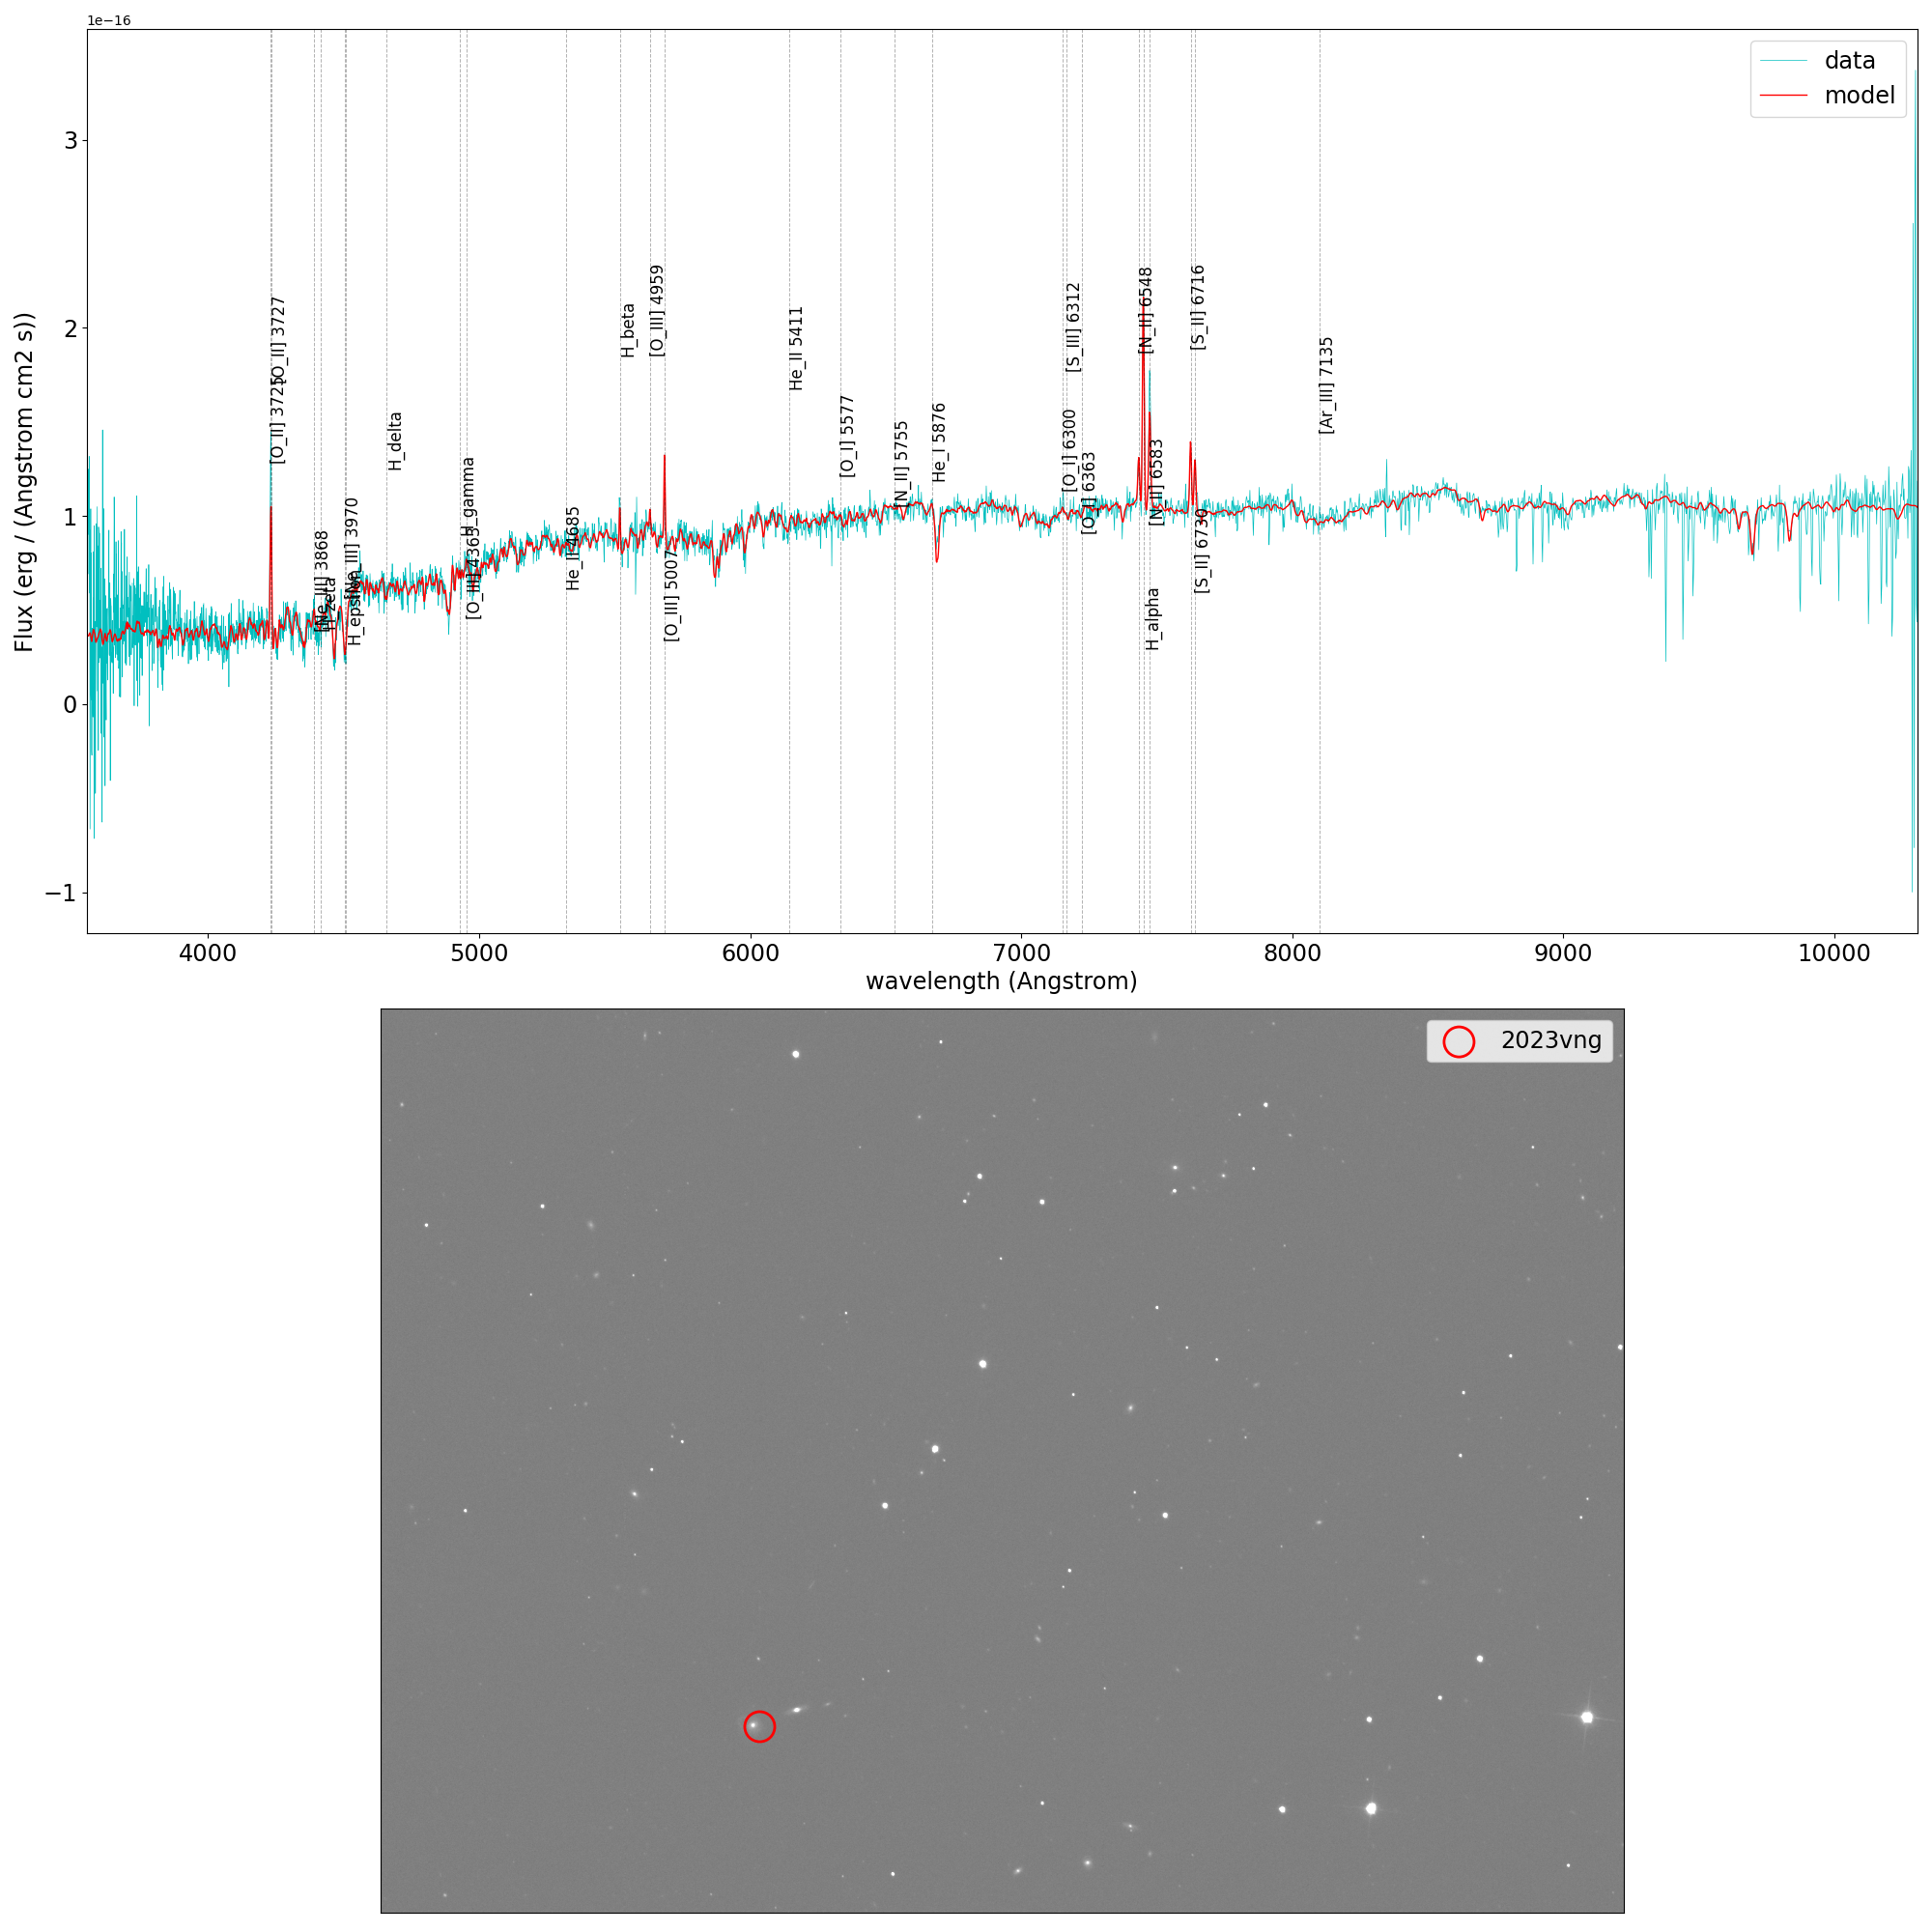 1e−16
data
model
3
2
1
0
−1
Flux (erg / (Angstrom cm2 s))
[O_II] 3725
[O_II] 3727
[Ne_III] 3868
H_epsilon
[Ne_III] 3970
H_delta
H_gamma
[O_III] 4363
He_II 4685
H_beta
[O_III] 4959
[O_III] 5007
He_II 5411
[O_I] 5577
[N_II] 5755
He_I 5876
[O_I] 6300
[S_III] 6312
[O_I] 6363
[N_II] 6548
H_alpha
[N_II] 6583
[S_II] 6716
[S_II] 6730
[Ar_III] 7135
4000
5000
6000
7000
8000
9000
10000
wavelength (Angstrom)
2023vng